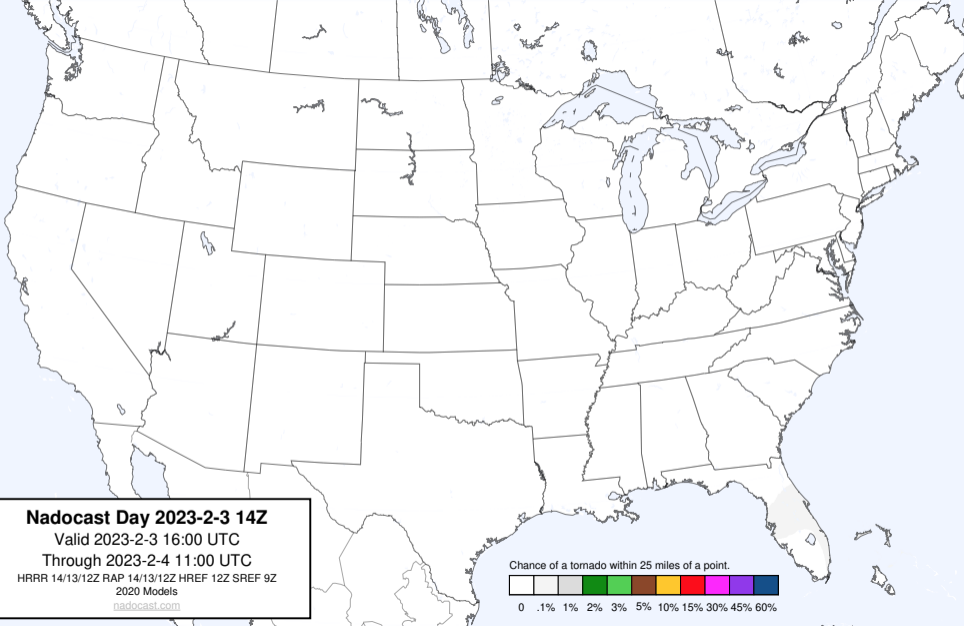 Nadocast Day 2023-2-3 14Z
Valid 2023-2-3 16:00 UTC
Through 2023-2-4 11:00 UTC
HRRR 14/13/12Z RAP 14/13/12Z HREF 12Z SREF 9Z
2020 Models
nadocast.com
Chance of a tornado within 25 miles of a point.
0 .1% 1% 2% 3% 5% 10% 15% 30% 45% 60%